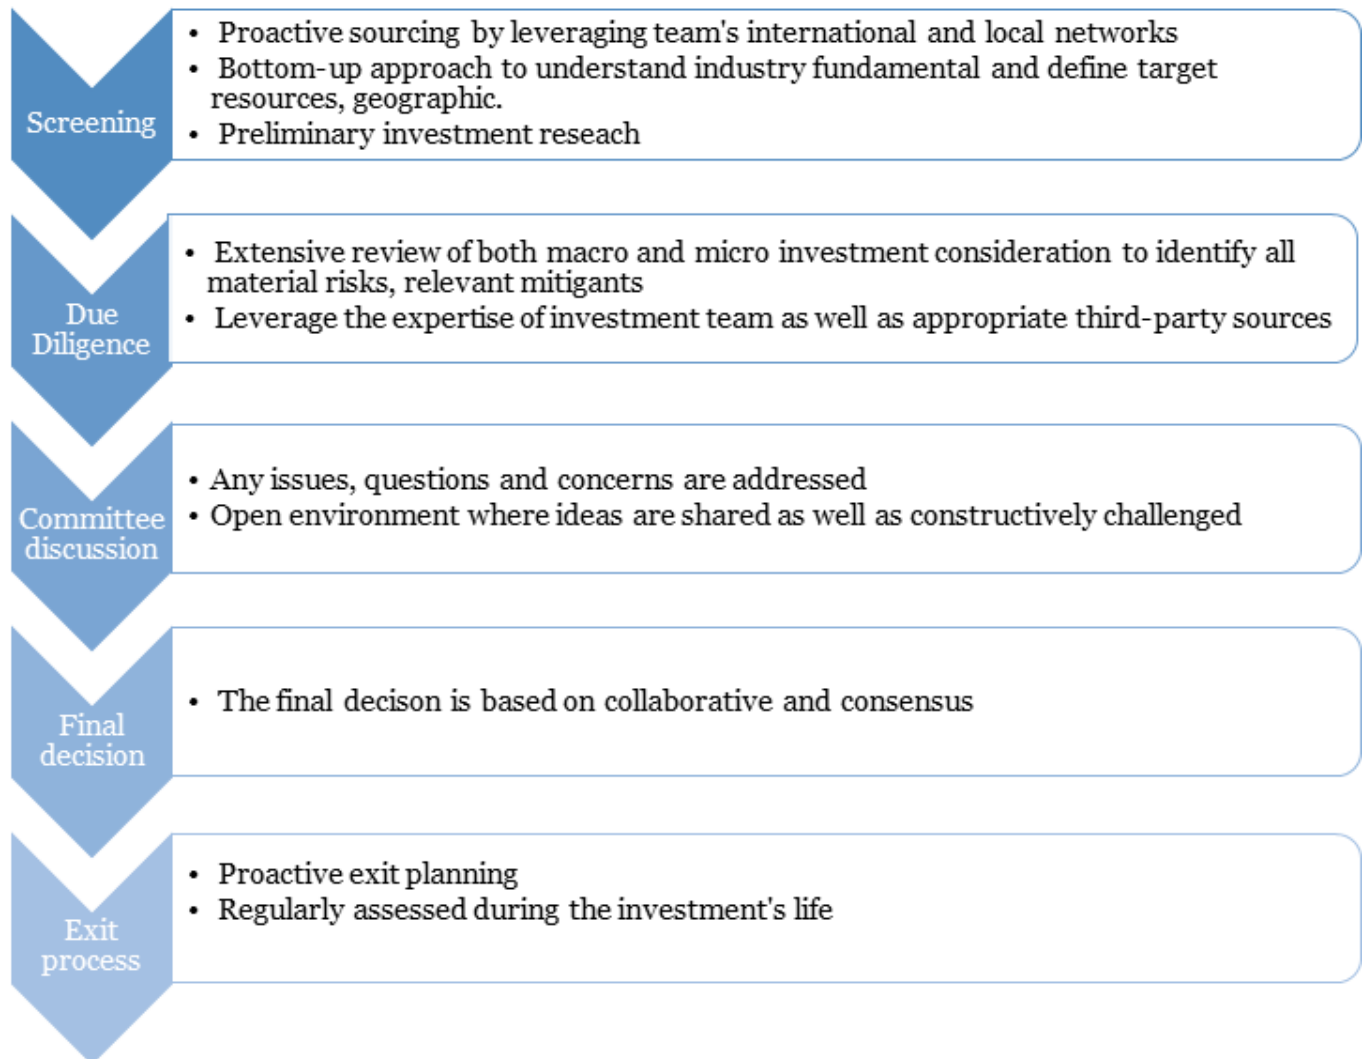 Screening
• Proactive sourcing by leveraging team's international and local networks
• Bottom-up approach to understand industry fundamental and define target
resources, geographic.
• Preliminary investment reseach
Due
Diligence
• Extensive review of both macro and micro investment consideration to identify all
material risks, relevant mitigants
• Leverage the expertise of investment team as well as appropriate third-party sources
Committee
discussion
• Any issues, questions and concerns are addressed
• Open environment where ideas are shared as well as constructively challenged
Final
decision
• The final decison is based on collaborative and consensus
Exit
process
• Proactive exit planning
• Regularly assessed during the investment's life